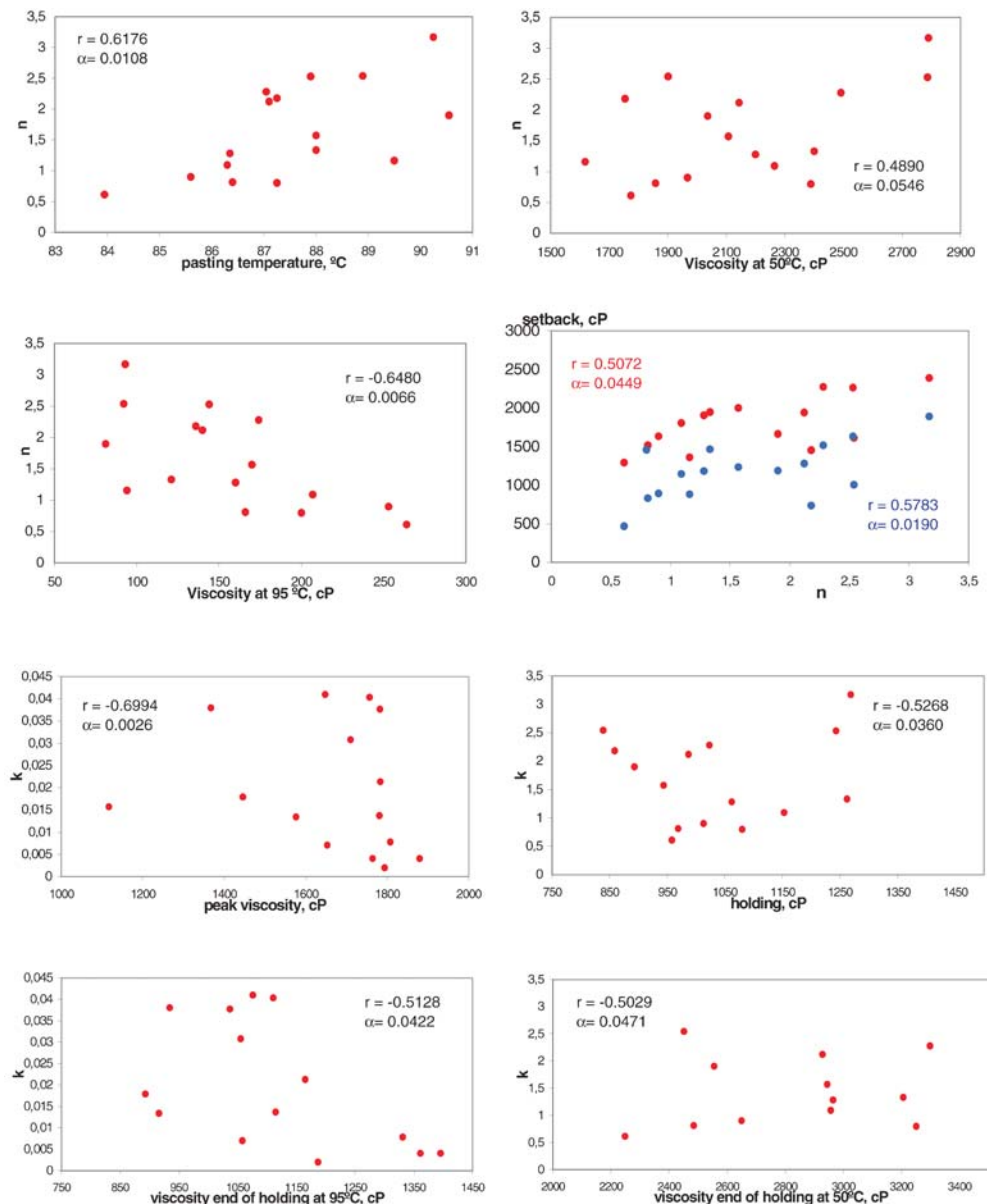 3,5
3
2,5
2
1,5
1
0,5
0
n
r = 0.6176
α= 0.0108
83 84 85 86 87 88 89 90 91
pasting temperature, ºC
3,5
3
2,5
2
1,5
1
0,5
0
n
r = 0.4890
α= 0.0546
1500 1700 1900 2100 2300 2500 2700 2900
Viscosity at 50ºC, cP
3,5
3
2,5
2
1,5
1
0,5
0
n
r = -0.6480
α= 0.0066
50 100 150 200 250 300
Viscosity at 95 ºC, cP
setback, cP
3000
2500
2000
1500
1000
500
0
r = 0.5072
α= 0.0449
r = 0.5783
α= 0.0190
0 0,5 1 1,5 2 2,5 3 3,5
n
0,045
0,04
0,035
0,03
0,025
0,02
0,015
0,01
0,005
0
k
r = -0.6994
α= 0.0026
1000 1200 1400 1600 1800 2000
peak viscosity, cP
3,5
3
2,5
2
1,5
1
0,5
0
k
r = -0.5268
α= 0.0360
750 850 950 1050 1150 1250 1350 1450
holding, cP
0,045
0,04
0,035
0,03
0,025
0,02
0,015
0,01
0,005
0
k
r = -0.5128
α= 0.0422
750 850 950 1050 1150 1250 1350 1450
viscosity end of holding at 95ºC, cP
3,5
3
2,5
2
1,5
1
0,5
0
k
r = -0.5029
α= 0.0471
2000 2200 2400 2600 2800 3000 3200 3400
viscosity end of holding at 50ºC, cP